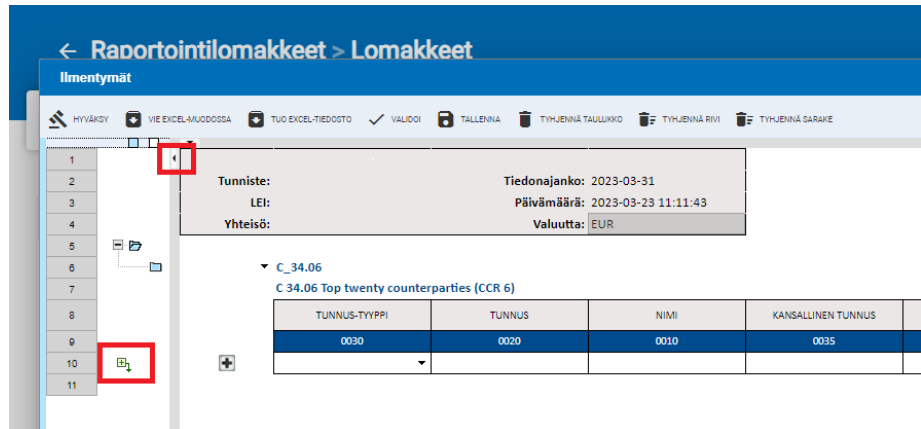 ← Raportointilomakkeet > Lomakkeet
Ilmentymät
HYVÄKSY VIE EXCEL-MUODOSSA TUO EXCEL-TIEDOSTO VALIDOI TALLENNA TYHJENNÄ TAULUKKO TYHJENNÄ RIVI TYHJENNÄ SARAKE
1
2 Tunniste: Tiedonajanko: 2023-03-31
3 LEI: Päivämäärä: 2023-03-23 11:11:43
4 Yhteisö: Valuutta: EUR
5
6 C_34.06
7 C 34.06 Top twenty counterparties (CCR 6)
8 TUNNUS-TYYPPI TUNNUS NIMI KANSALLINEN TUNNUS
9 0030 0020 0010 0035
10
11